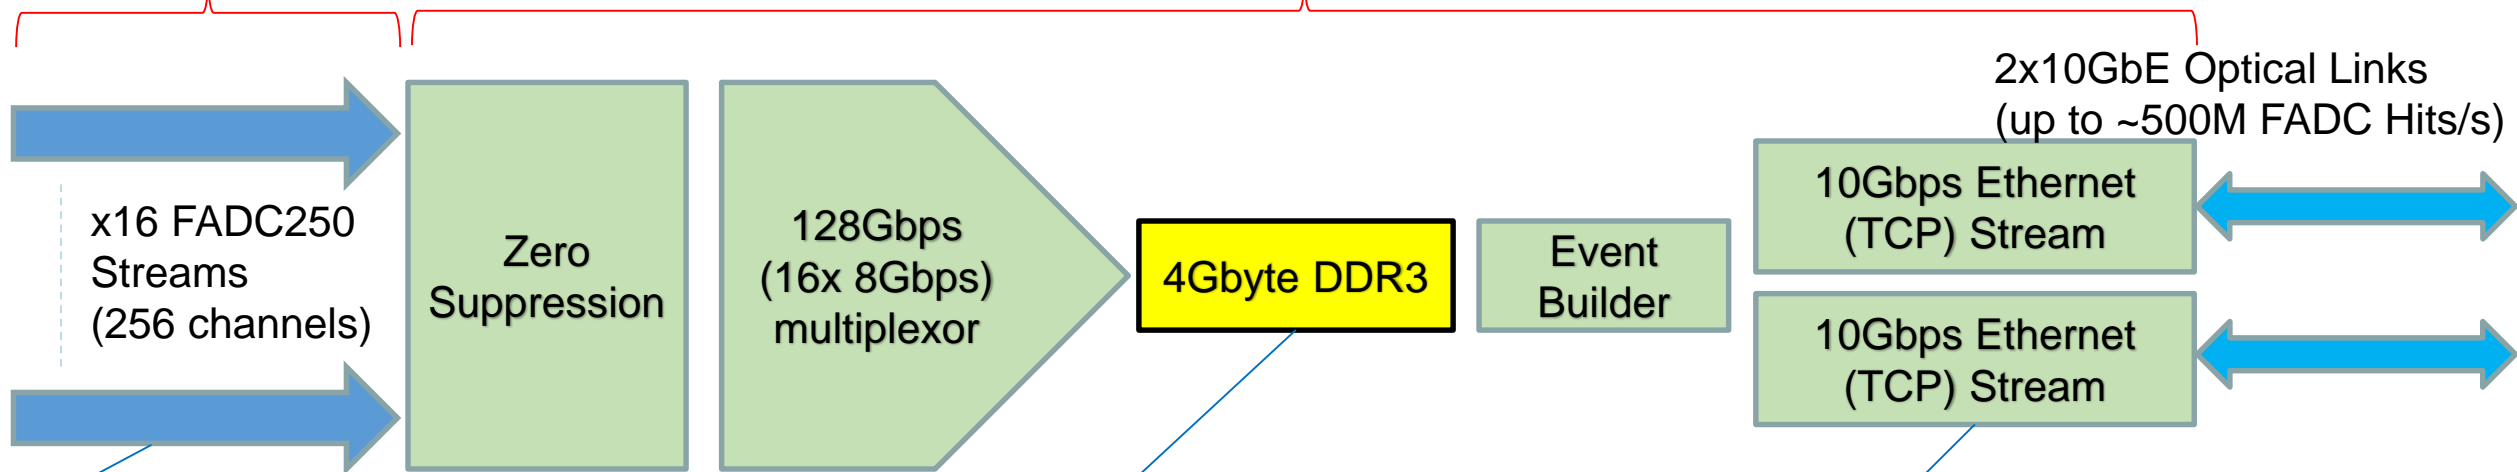 x16 FADC250
Streams
(256 channels)
Zero
Suppression
128Gbps
(16x 8Gbps)
multiplexor
4Gbyte DDR3
Event
Builder
2x10GbE Optical Links
(up to ~500M FADC Hits/s)
10Gbps Ethernet
(TCP) Stream
10Gbps Ethernet
(TCP) Stream